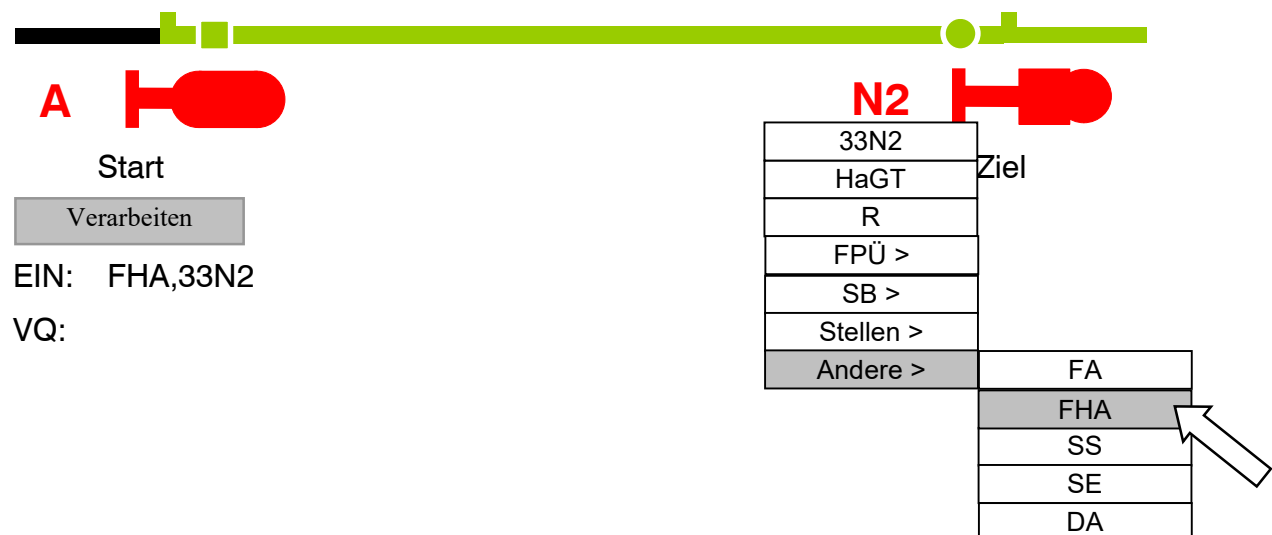 A
N2
Start
Ziel
Verarbeiten
EIN: FHA,33N2
VQ:
33N2
HaGT
R
FPÜ >
SB >
Stellen >
Andere >
FA
FHA
SS
SE
DA